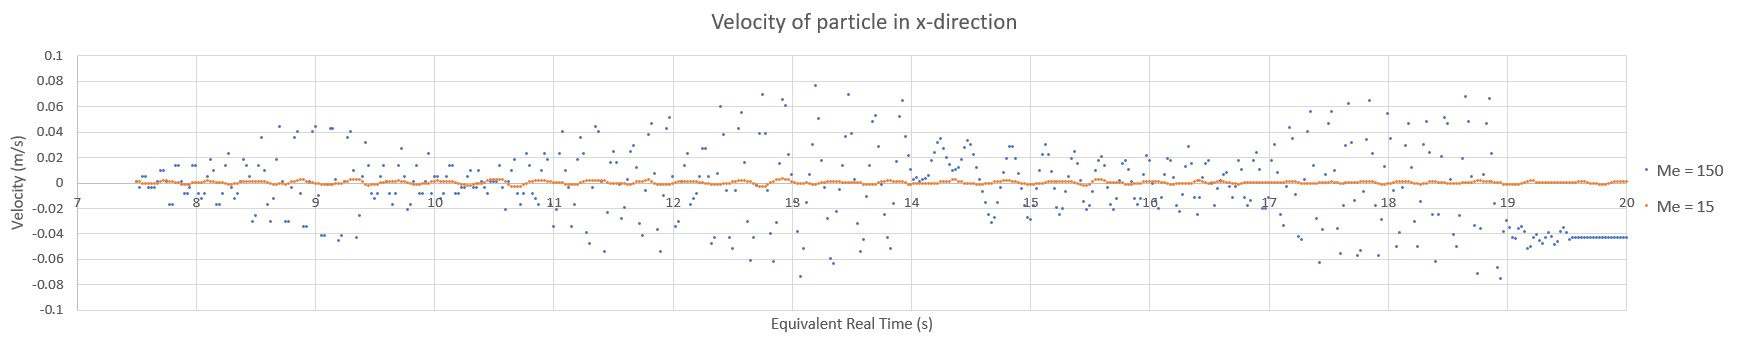 Velocity of particle in x-direction
0.1
0.08
0.06
0.04
0.02
0
-0.02
-0.04
-0.06
-0.08
-0.1
Velocity (m/s)
7 8 9 10 11 12 13 14 15 16 17 18 19 20
Equivalent Real Time (s)
Me = 150
Me = 15